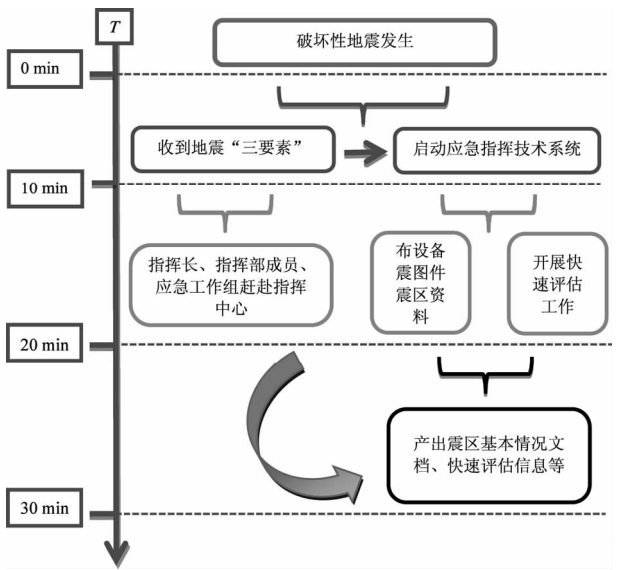 T
破坏性地震发生
0 min
收到地震“三要素”
启动应急指挥技术系统
10 min
指挥长、指挥部成员、
应急工作组赶赴指挥
中心
布设备
震图件
震区资
料
开展快
速评估
工作
20 min
产出震区基本情况文
档、快速评估信息等
30 min